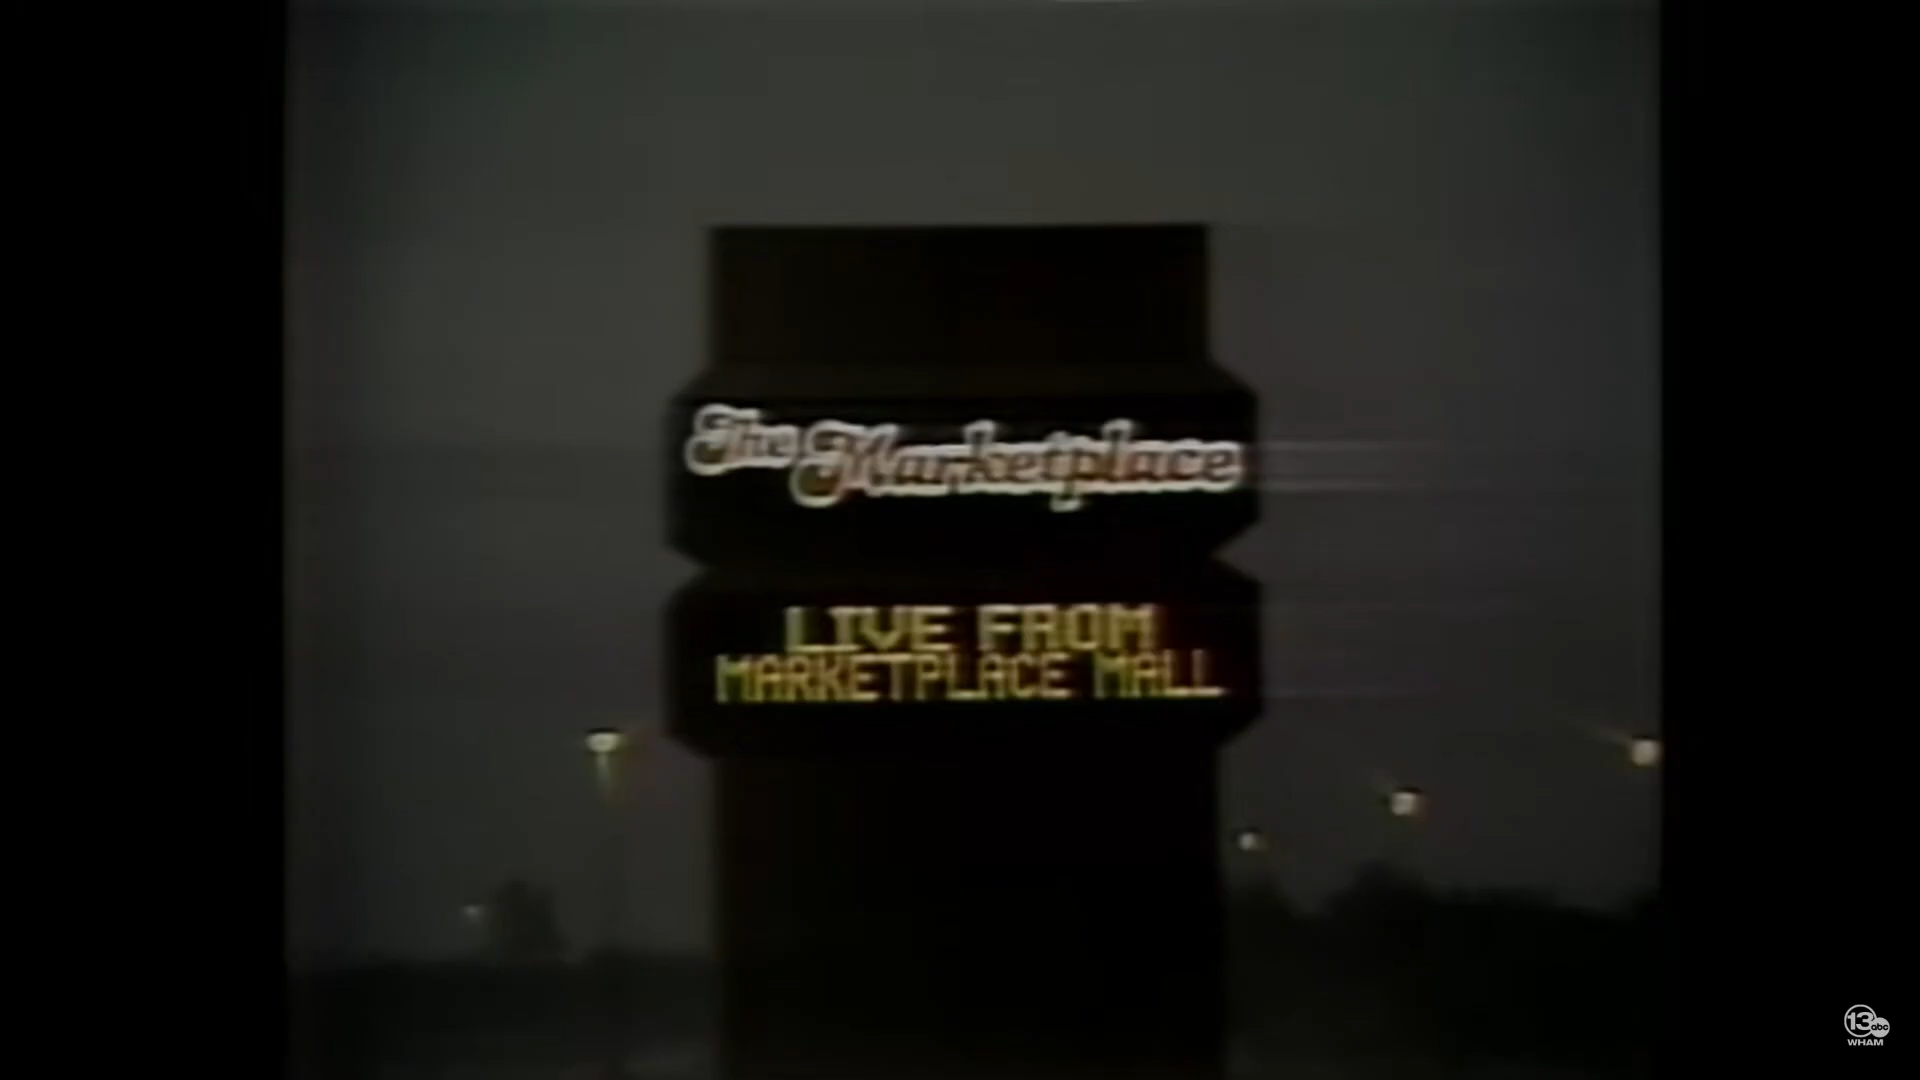 The Marketplace
LIVE FROM
MARKETPLACE MALL
13 abc
WHAM